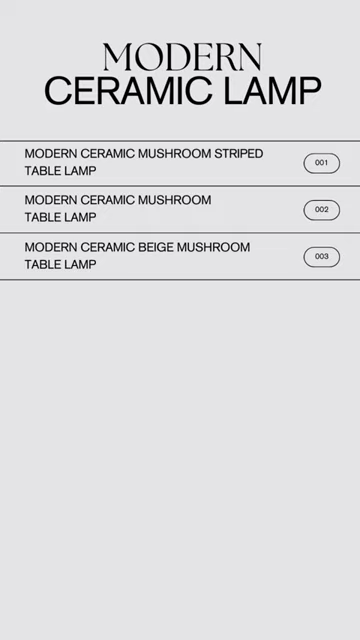 MODERN
CERAMIC LAMP
MODERN CERAMIC MUSHROOM STRIPED
TABLE LAMP
001
MODERN CERAMIC MUSHROOM
TABLE LAMP
002
MODERN CERAMIC BEIGE MUSHROOM
TABLE LAMP
003